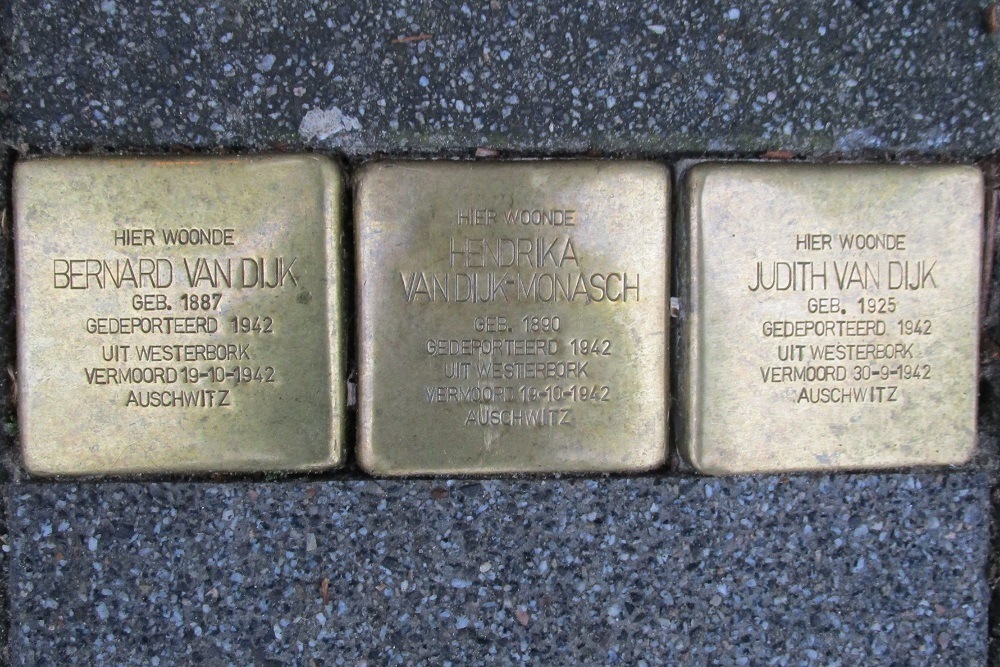 HIER WOONDE
BERNARD VAN DIJK
GEB. 1887
GEDEPORTEERD 1942
UIT WESTERBORK
VERMOORD 19-10-1942
AUSCHWITZ
HIER WOONDE
HENDRIKA
VAN DIJK-MONASCH
GEB. 1890
GEDEPORTEERD 1942
UIT WESTERBORK
VERMOORD 19-10-1942
AUSCHWITZ
HIER WOONDE
JUDITH VAN DIJK
GEB. 1925
GEDEPORTEERD 1942
UIT WESTERBORK
VERMOORD 30-9-1942
AUSCHWITZ